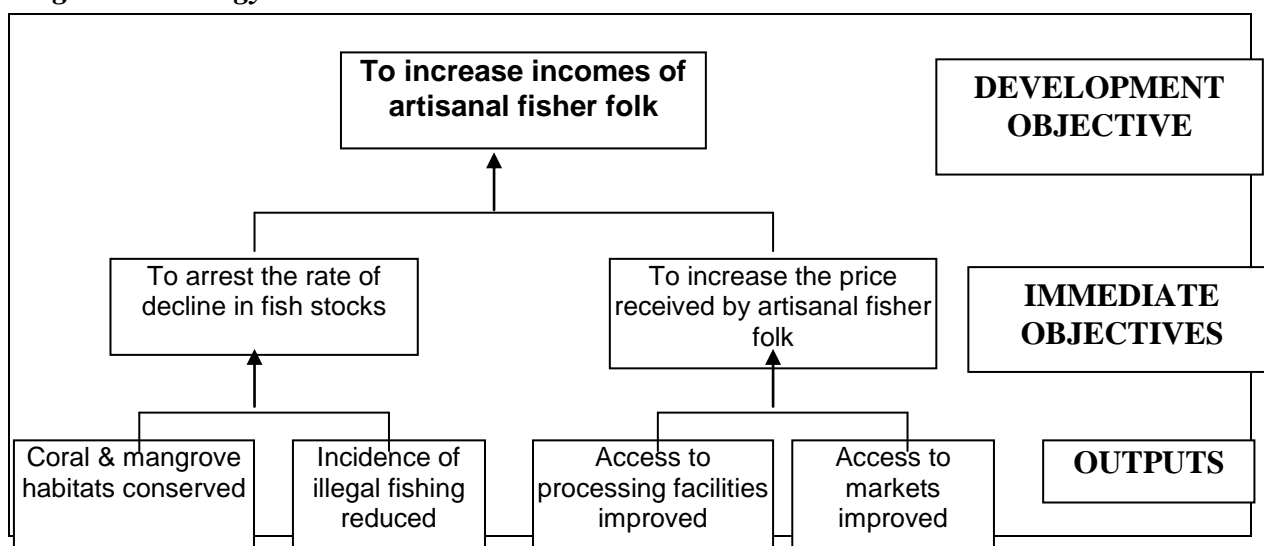 To increase incomes of
artisanal fisher folk
DEVELOPMENT
OBJECTIVE
To arrest the rate of
decline in fish stocks
To increase the price
received by artisanal fisher
folk
IMMEDIATE
OBJECTIVES
Coral & mangrove
habitats conserved
Incidence of
illegal fishing
reduced
Access to
processing facilities
improved
Access to
markets
improved
OUTPUTS